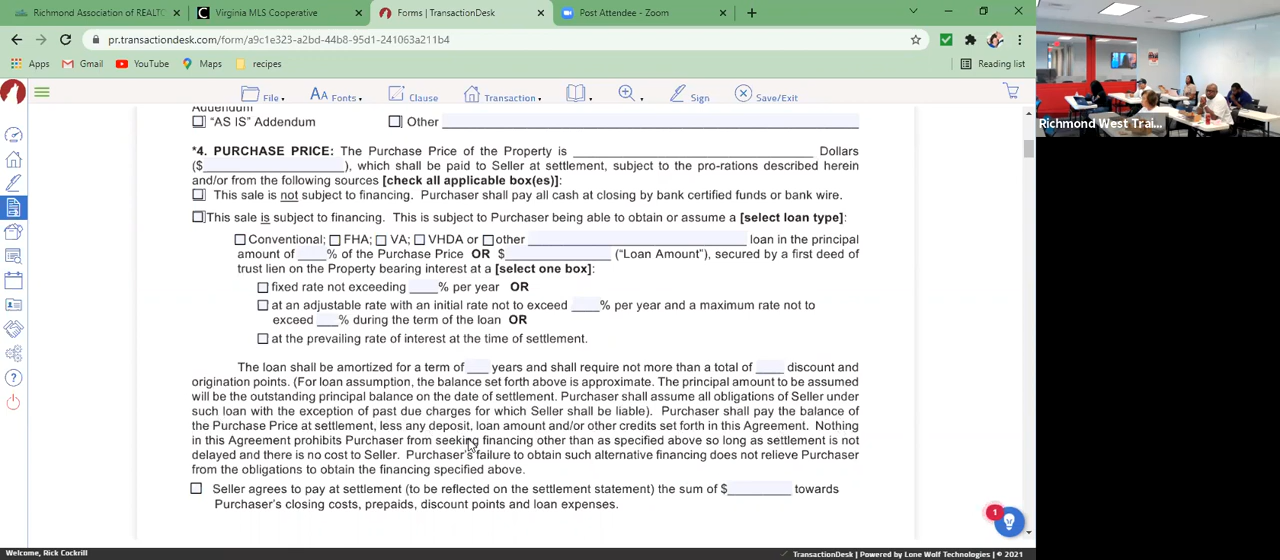 Richmond Association of REALTO
Virginia MLS Cooperative
Forms | TransactionDesk
Post Attendee - Zoom
pr.transactiondesk.com/form/a9c1e323-a2bd-44b8-95d1-241063a211b4
Apps Gmail YouTube Maps recipes Reading list
File Fonts Clause Transaction Sign Save/Exit
Richmond West Trai...
Addendum
"AS IS" Addendum Other
*4. PURCHASE PRICE: The Purchase Price of the Property is Dollars
($ ), which shall be paid to Seller at settlement, subject to the pro-rations described herein
and/or from the following sources [check all applicable box(es)]:
This sale is not subject to financing. Purchaser shall pay all cash at closing by bank certified funds or bank wire.
This sale is subject to financing. This is subject to Purchaser being able to obtain or assume a [select loan type]:
Conventional; FHA; VA; VHDA or other loan in the principal
amount of ____% of the Purchase Price OR $ ("Loan Amount"), secured by a first deed of
trust lien on the Property bearing interest at a [select one box]:
fixed rate not exceeding ____% per year OR
at an adjustable rate with an initial rate not to exceed ____% per year and a maximum rate not to
exceed ___% during the term of the loan OR
at the prevailing rate of interest at the time of settlement.
The loan shall be amortized for a term of ___ years and shall require not more than a total of ____ discount and
origination points. (For loan assumption, the balance set forth above is approximate. The principal amount to be assumed
will be the outstanding principal balance on the date of settlement. Purchaser shall assume all obligations of Seller under
such loan with the exception of past due charges for which Seller shall be liable). Purchaser shall pay the balance of
the Purchase Price at settlement, less any deposit, loan amount and/or other credits set forth in this Agreement. Nothing
in this Agreement prohibits Purchaser from seeking financing other than as specified above so long as settlement is not
delayed and there is no cost to Seller. Purchaser's failure to obtain such alternative financing does not relieve Purchaser
from the obligations to obtain the financing specified above.
Seller agrees to pay at settlement (to be reflected on the settlement statement) the sum of $__________ towards
Purchaser's closing costs, prepaids, discount points and loan expenses.
1
Welcome, Rick Cockrill
TransactionDesk | Powered by Lone Wolf Technologies | © 2021